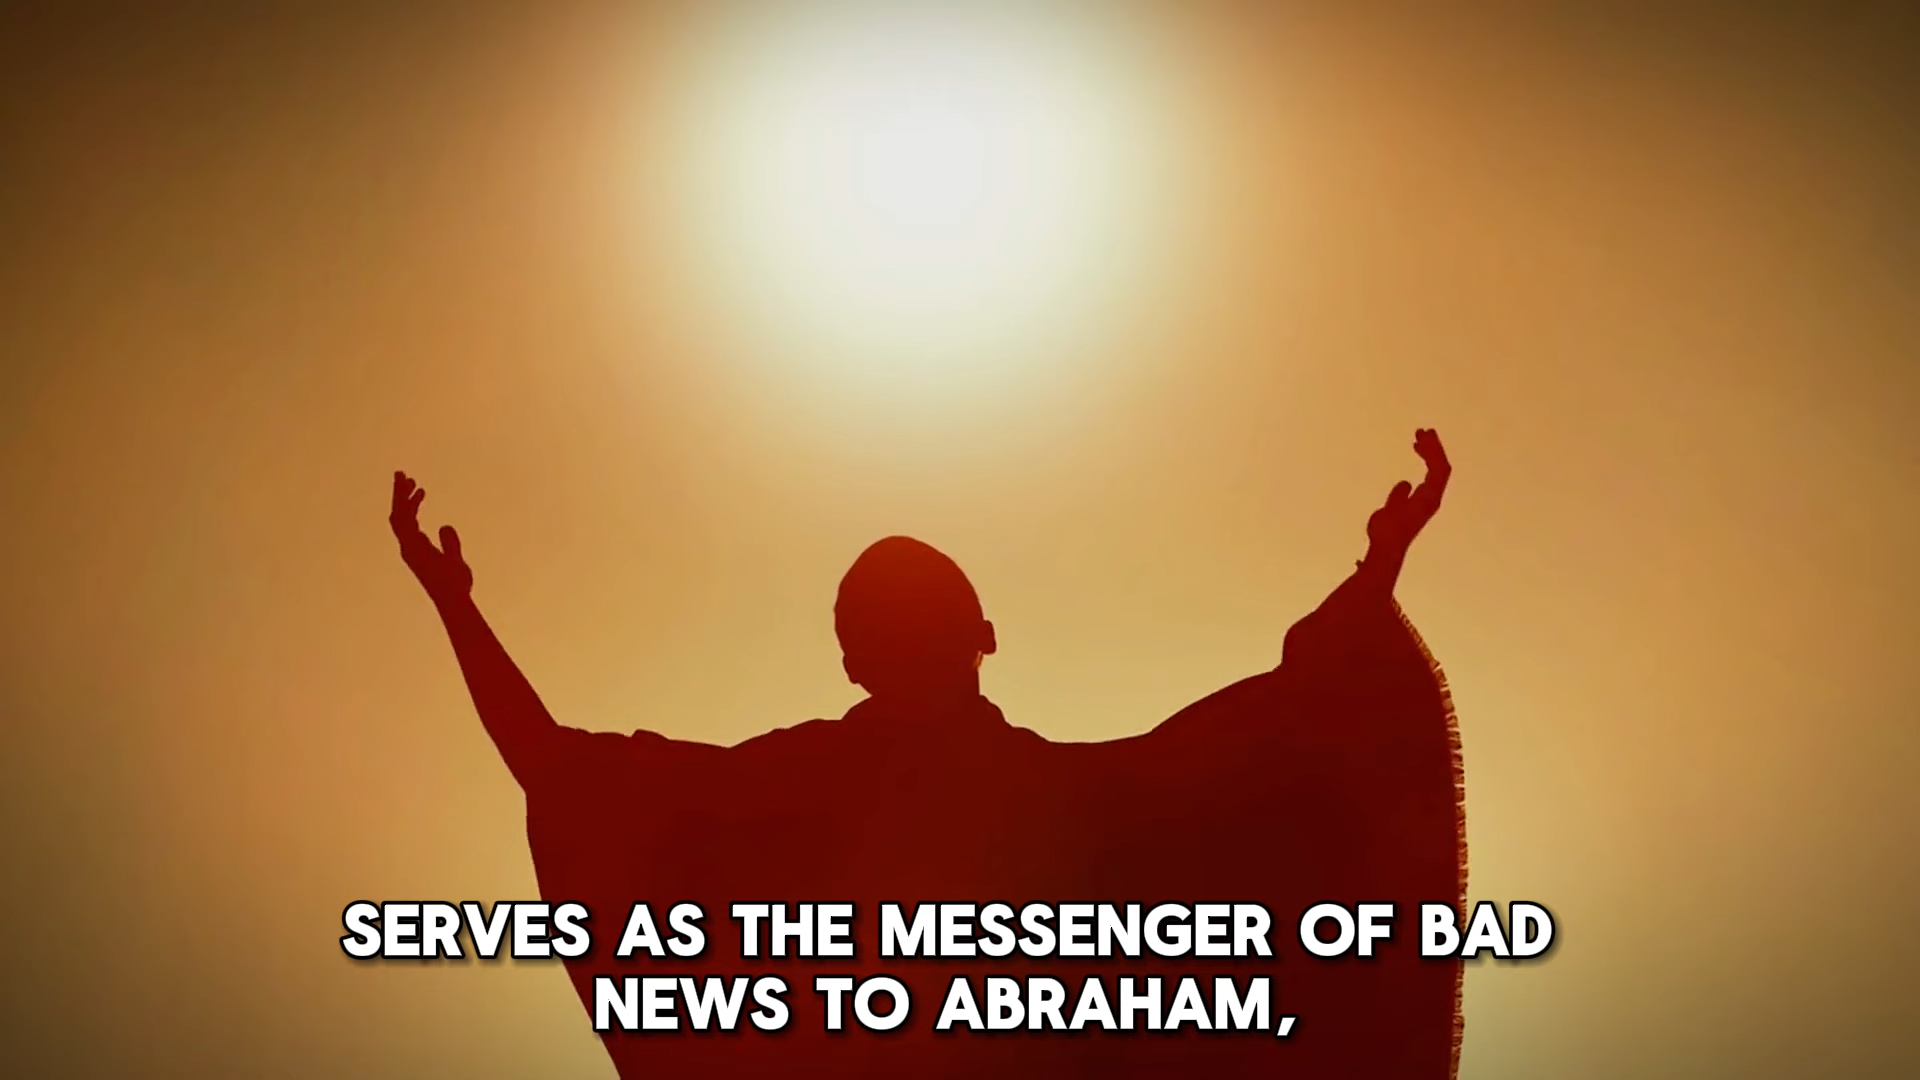 SERVES AS THE MESSENGER OF BAD
NEWS TO ABRAHAM,